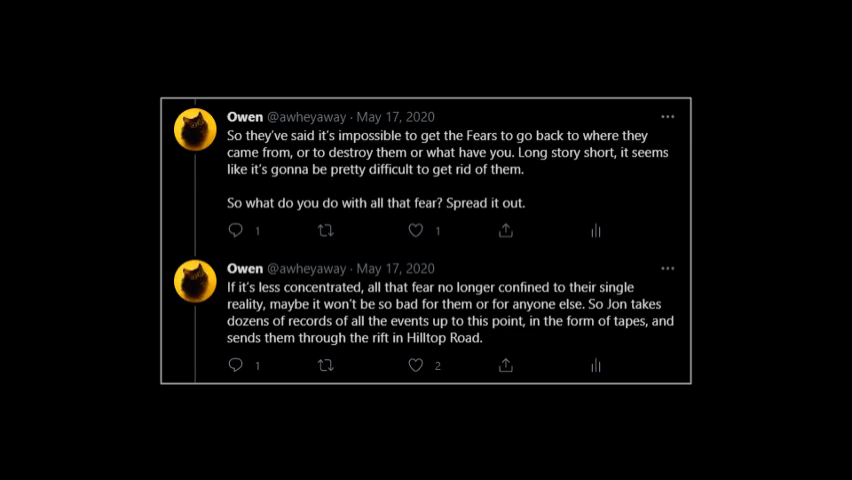 Owen @awheyaway · May 17, 2020
So they've said it's impossible to get the Fears to go back to where they
came from, or to destroy them or what have you. Long story short, it seems
like it's gonna be pretty difficult to get rid of them.
So what do you do with all that fear? Spread it out.
1 1
Owen @awheyaway · May 17, 2020
If it's less concentrated, all that fear no longer confined to their single
reality, maybe it won't be so bad for them or for anyone else. So Jon takes
dozens of records of all the events up to this point, in the form of tapes, and
sends them through the rift in Hilltop Road.
1 2